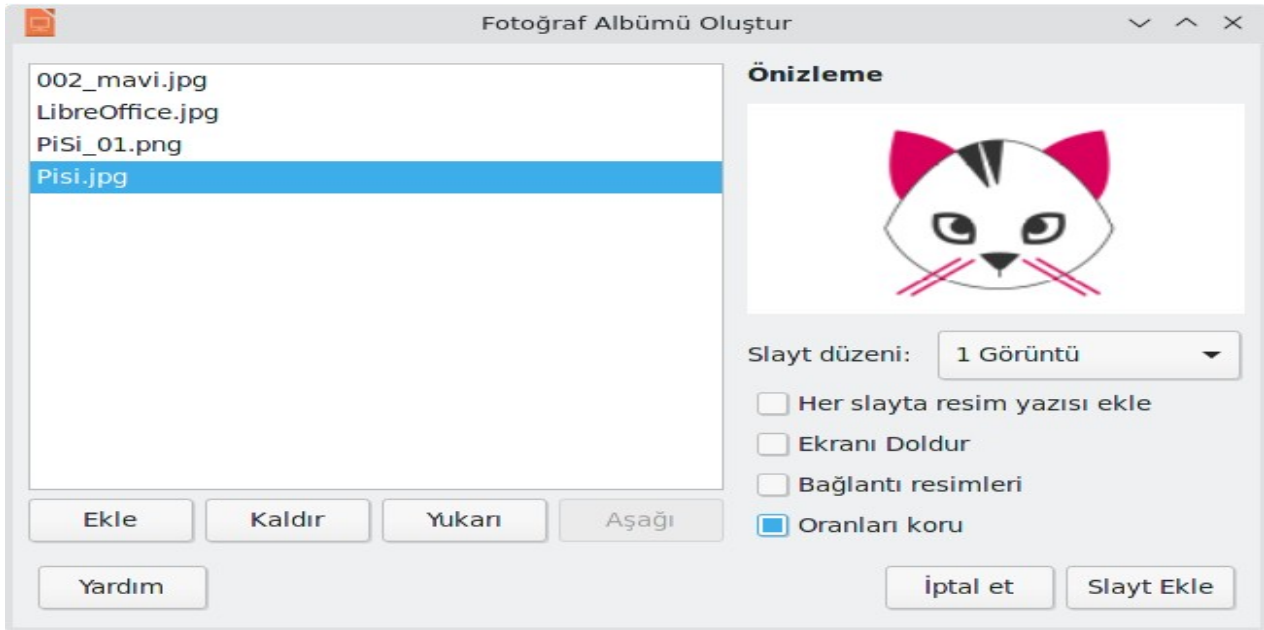 Fotoğraf Albümü Oluştur
002_mavi.jpg
LibreOffice.jpg
PiSi_01.png
Pisi.jpg
Ekle
Kaldır
Yukarı
Aşağı
Önizleme
Slayt düzeni: 1 Görüntü
Her slayta resim yazısı ekle
Ekranı Doldur
Bağlantı resimleri
Oranları koru
Yardım
İptal et
Slayt Ekle